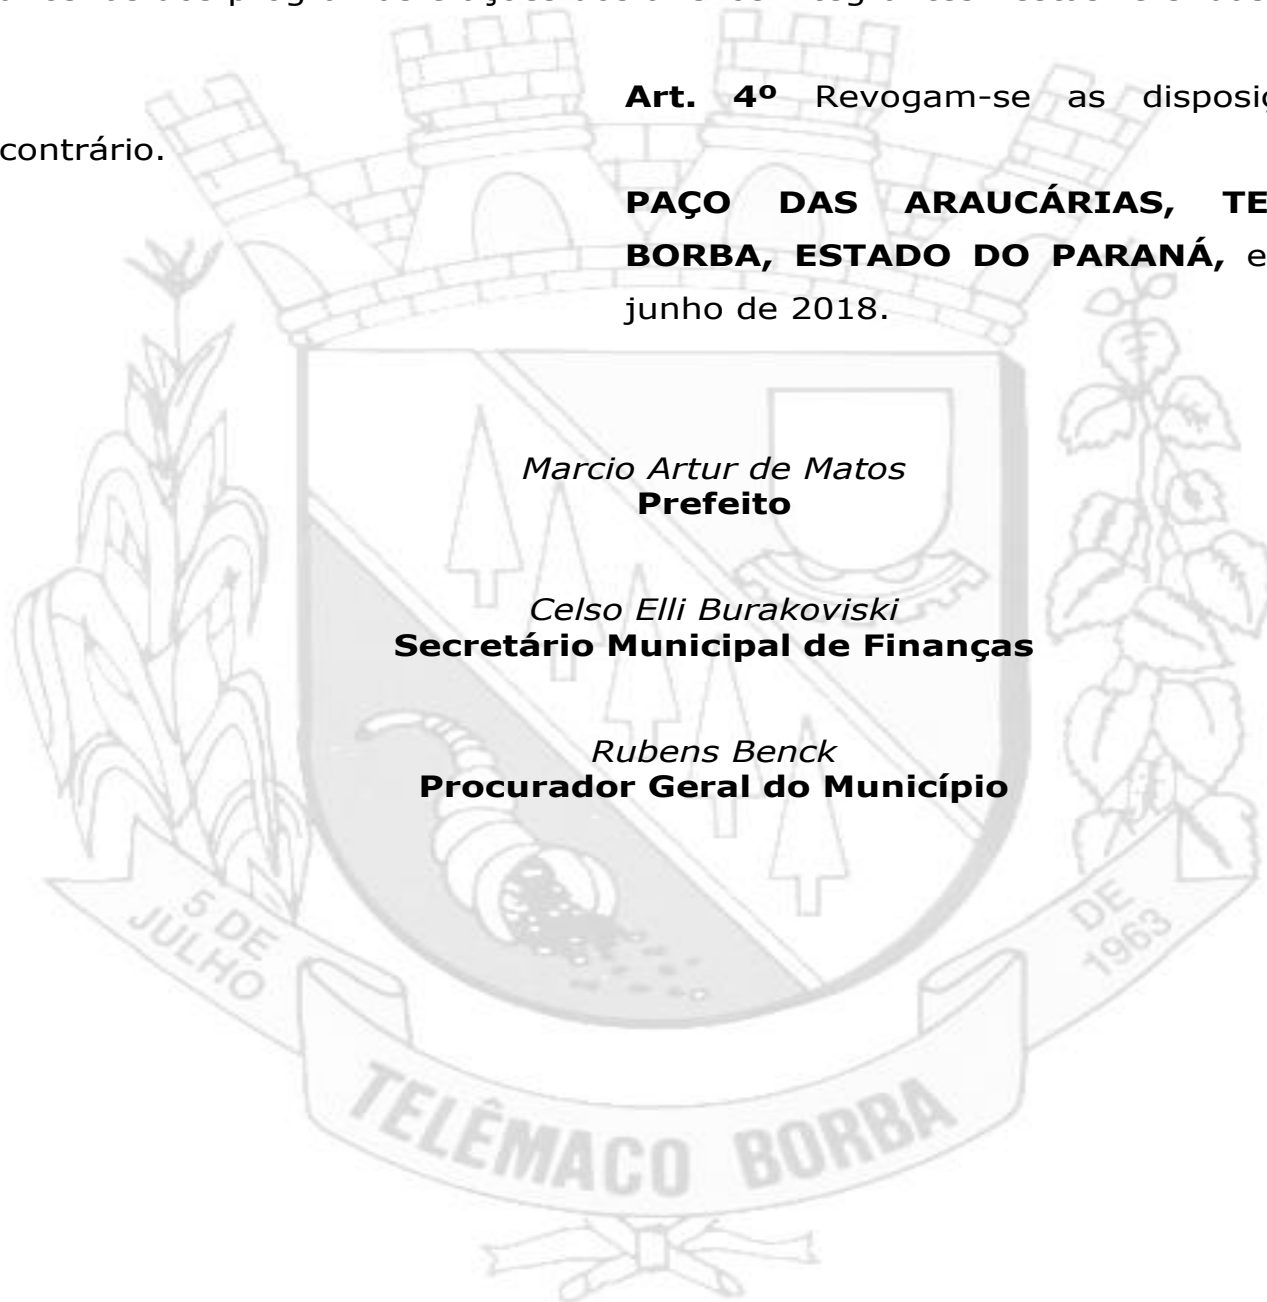 Art. 4º Revogam-se as
contrário.
PAÇO DAS ARAUCÁRIAS,
BORBA, ESTADO DO PARANÁ,
junho de 2018.
Marcio Artur de Matos
Prefeito
Celso Elli Burakoviski
Secretário Municipal de Finanças
Rubens Benck
Procurador Geral do Município
5 DE
JULHO
DE
1963
TELÊMACO BORBA